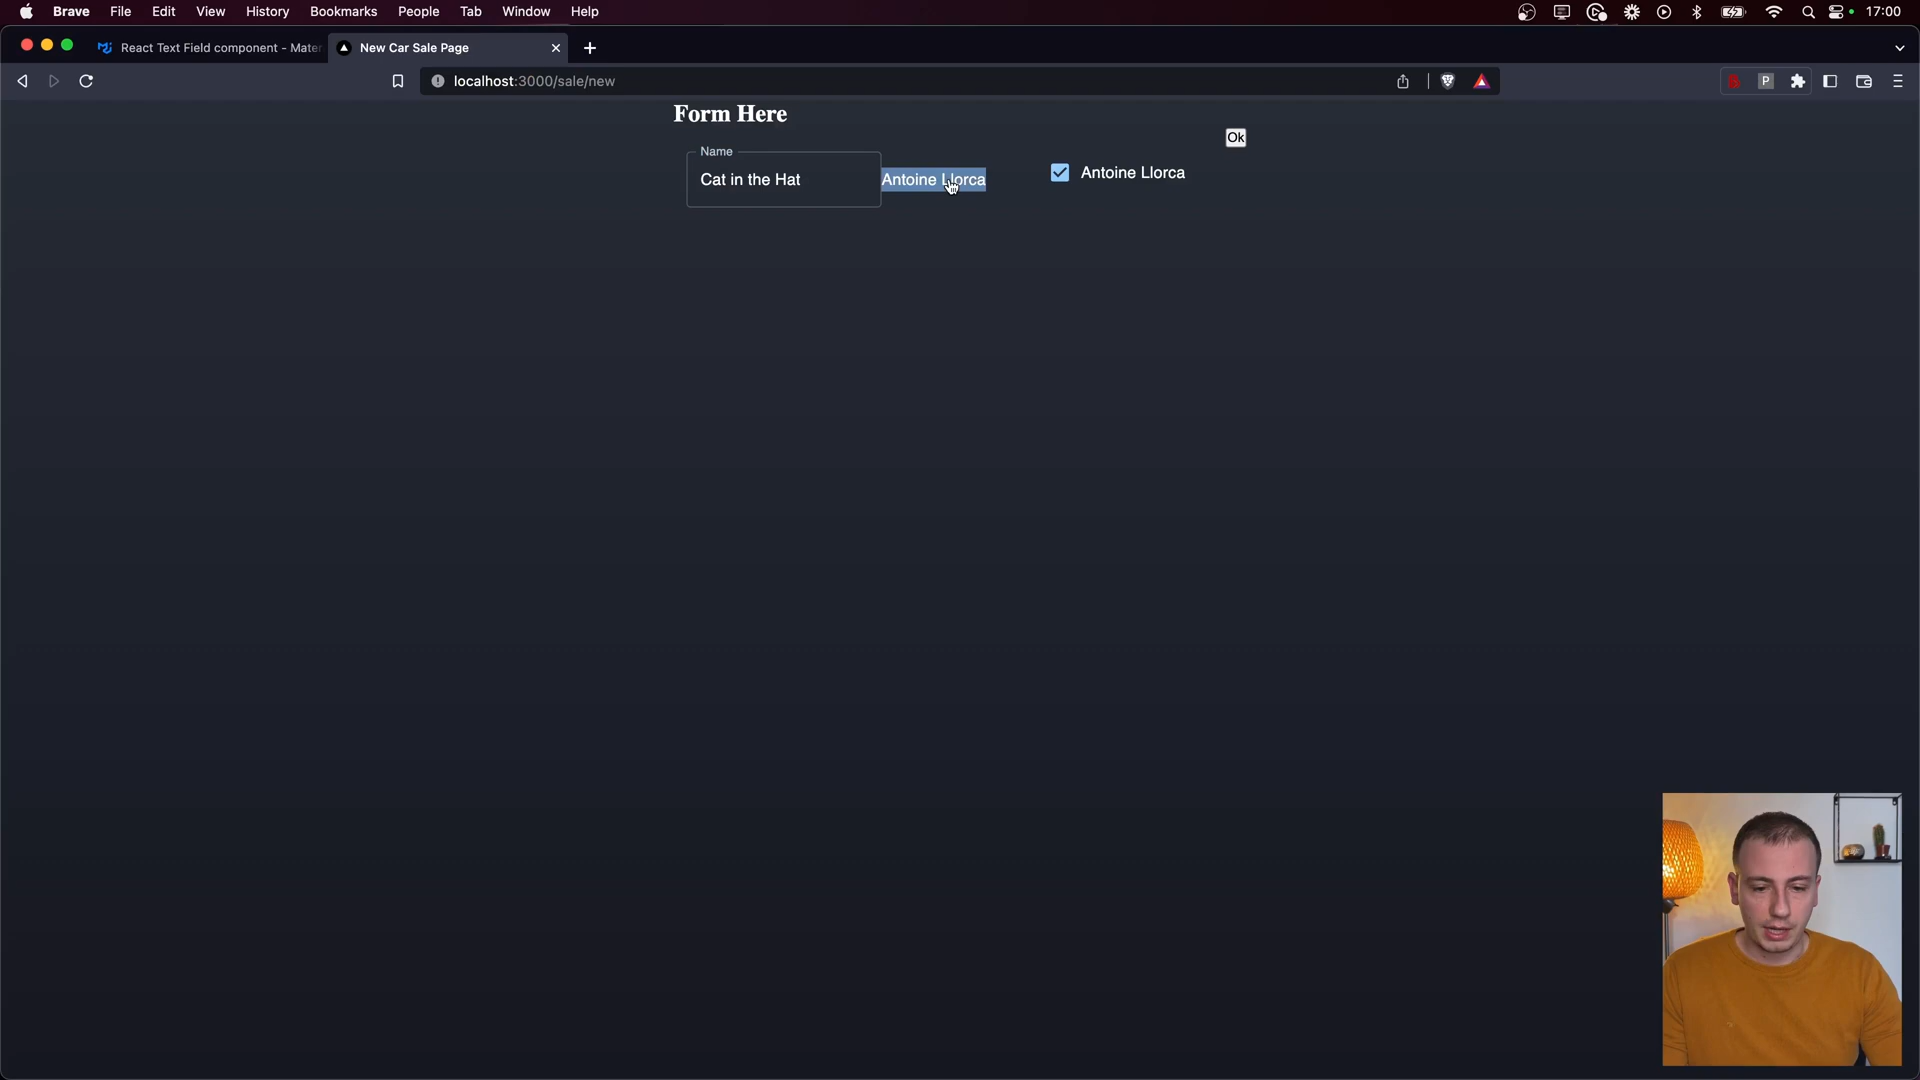 Brave File Edit View History Bookmarks People Tab Window Help 17:00
React Text Field component - Mater New Car Sale Page
localhost:3000/sale/new P
Form Here
Ok
Name
Cat in the Hat Antoine Llorca Antoine Llorca